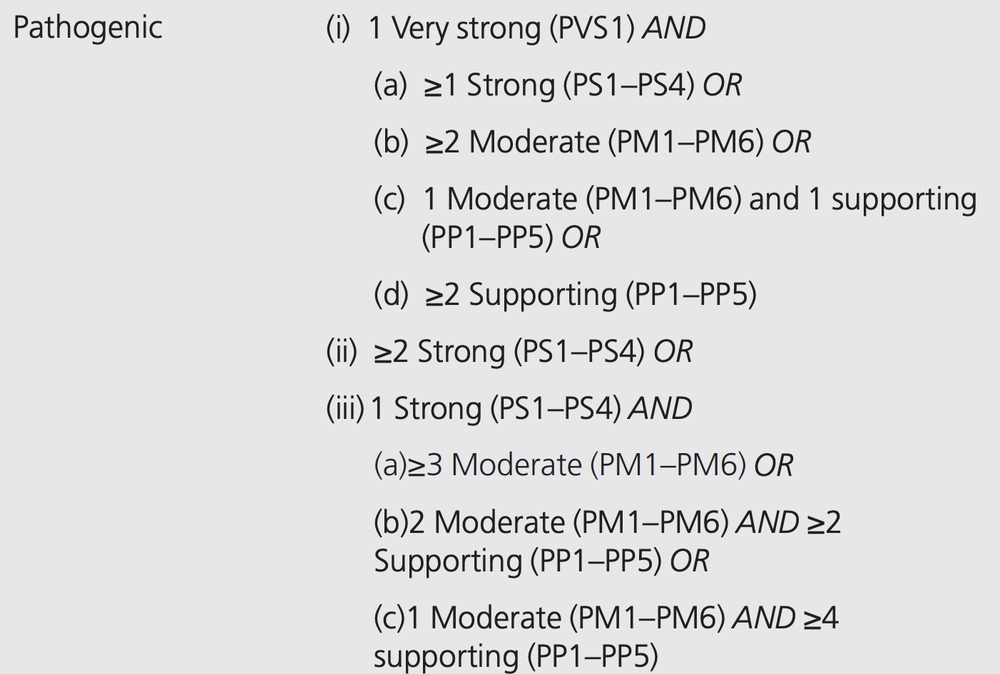 Pathogenic (i) 1 Very strong (PVS1) AND
(a) ≥1 Strong (PS1–PS4) OR
(b) ≥2 Moderate (PM1–PM6) OR
(c) 1 Moderate (PM1–PM6) and 1 supporting
(PP1–PP5) OR
(d) ≥2 Supporting (PP1–PP5)
(ii) ≥2 Strong (PS1–PS4) OR
(iii) 1 Strong (PS1–PS4) AND
(a)≥3 Moderate (PM1–PM6) OR
(b)2 Moderate (PM1–PM6) AND ≥2
Supporting (PP1–PP5) OR
(c)1 Moderate (PM1–PM6) AND ≥4
supporting (PP1–PP5)